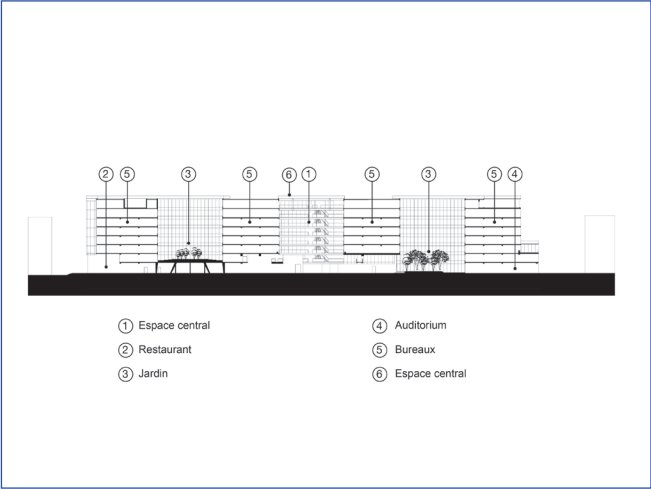 2 5 3 5 6 1 5 3 5 4
1 Espace central
2 Restaurant
3 Jardin
4 Auditorium
5 Bureaux
6 Espace central